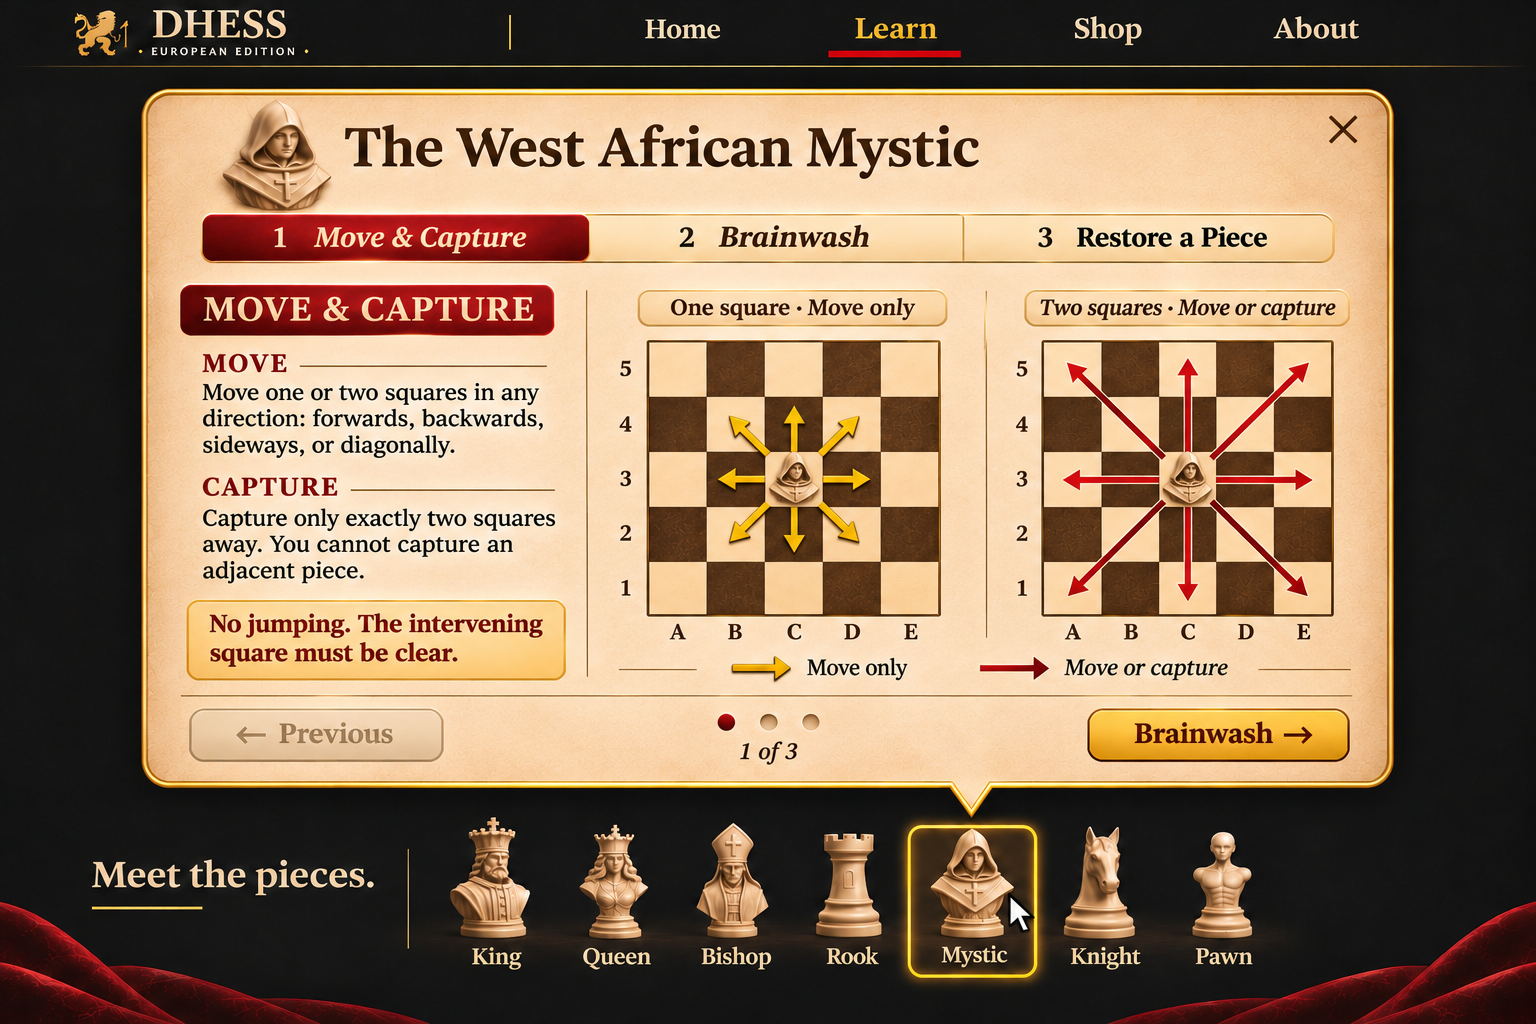 DHESS
• EUROPEAN EDITION •
Home
Learn
Shop
About
The West African Mystic
1 Move & Capture
2 Brainwash
3 Restore a Piece
MOVE & CAPTURE
MOVE
Move one or two squares in any
direction: forwards, backwards,
sideways, or diagonally.
CAPTURE
Capture only exactly two squares
away. You cannot capture an
adjacent piece.
No jumping. The intervening
square must be clear.
One square · Move only
5
4
3
2
1
A B C D E
Two squares · Move or capture
5
4
3
2
1
A B C D E
Move only
Move or capture
← Previous
1 of 3
Brainwash →
Meet the pieces.
King
Queen
Bishop
Rook
Mystic
Knight
Pawn